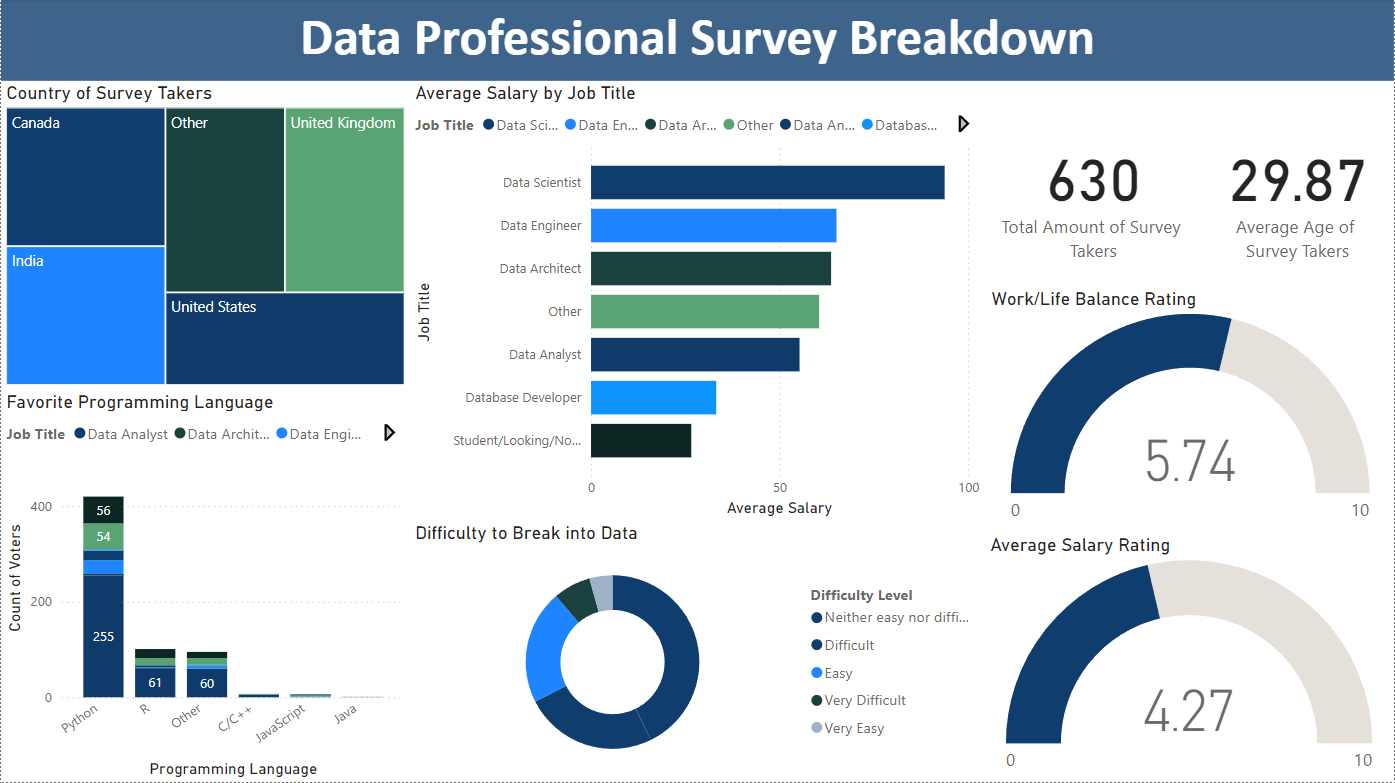 Data Professional Survey Breakdown
Country of Survey Takers
Canada
Other
United Kingdom
India
United States
Average Salary by Job Title
Job Title
Data Sci...
Data En...
Data Ar...
Other
Data An...
Databas...
Job Title
Data Scientist
Data Engineer
Data Architect
Other
Data Analyst
Database Developer
Student/Looking/No...
0
50
100
Average Salary
630
Total Amount of Survey
Takers
29.87
Average Age of
Survey Takers
Work/Life Balance Rating
5.74
0
10
Favorite Programming Language
Job Title
Data Analyst
Data Archit...
Data Engi...
Count of Voters
400
200
0
56
54
255
61
60
Python
R
Other
C/C++
JavaScript
Java
Programming Language
Difficulty to Break into Data
Difficulty Level
Neither easy nor diffi...
Difficult
Easy
Very Difficult
Very Easy
Average Salary Rating
4.27
0
10